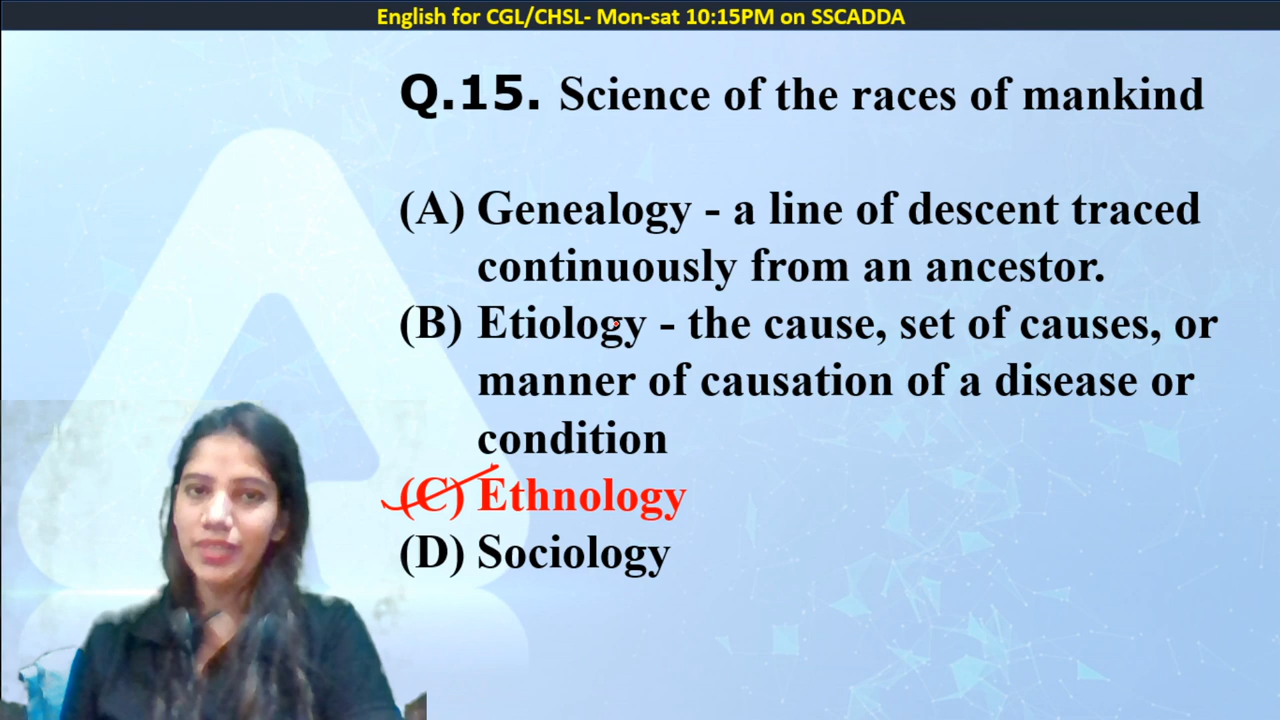 English for CGL/CHSL- Mon-sat 10:15PM on SSCADDA
Q.15. Science of the races of mankind
(A) Genealogy - a line of descent traced
continuously from an ancestor.
(B) Etiology - the cause, set of causes, or
manner of causation of a disease or
condition
(C) Ethnology
(D) Sociology